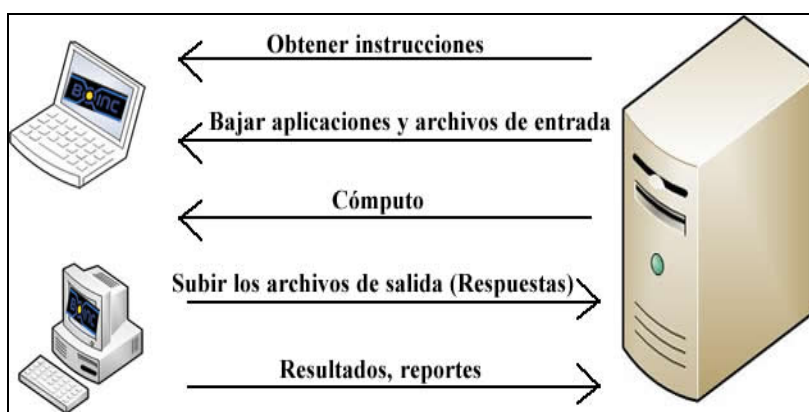 Obtener instrucciones
BOINC
Bajar aplicaciones y archivos de entrada
Cómputo
Subir los archivos de salida (Respuestas)
BOINC
Resultados, reportes